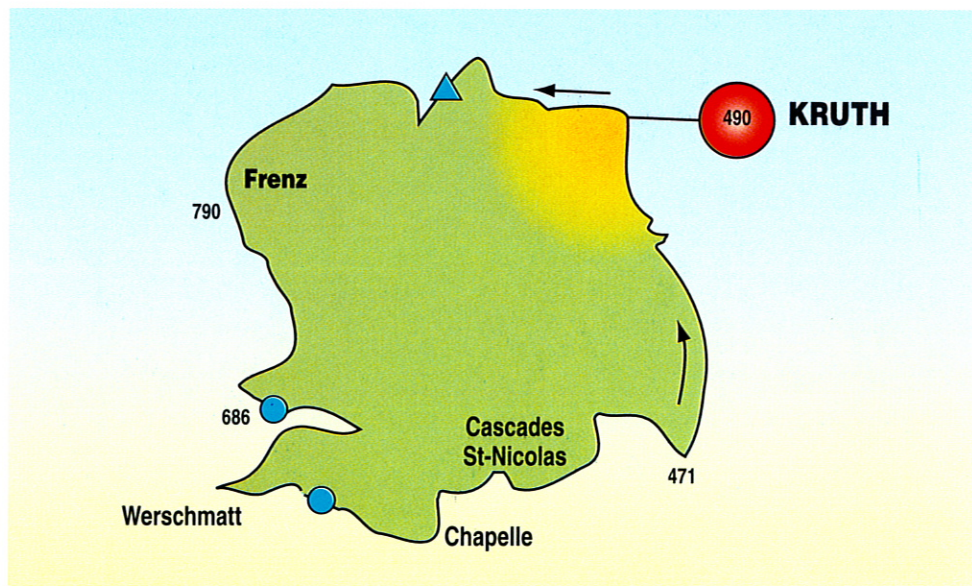 490
KRUTH
Frenz
790
686
Cascades
St-Nicolas
471
Werschmatt
Chapelle